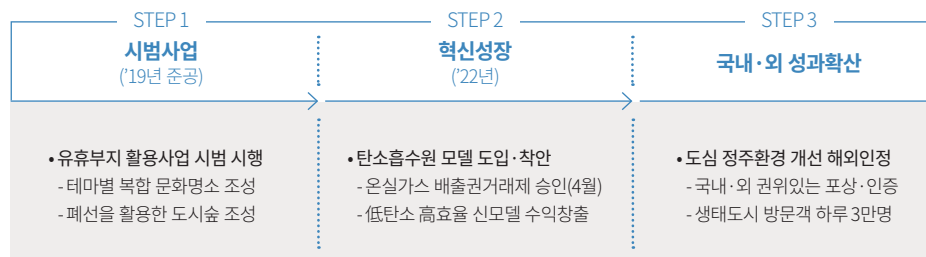 STEP 1
시범사업
(’19년 준공)
• 유휴부지 활용사업 시범 시행
- 테마별 복합 문화명소 조성
- 폐선을 활용한 도시숲 조성
STEP 2
혁신성장
(’22년)
• 탄소흡수원 모델 도입·착안
- 온실가스 배출권거래제 승인(4월)
- 低탄소 高효율 신모델 수익창출
STEP 3
국내·외 성과확산
• 도심 정주환경 개선 해외인정
- 국내·외 권위있는 포상·인증
- 생태도시 방문객 하루 3만명